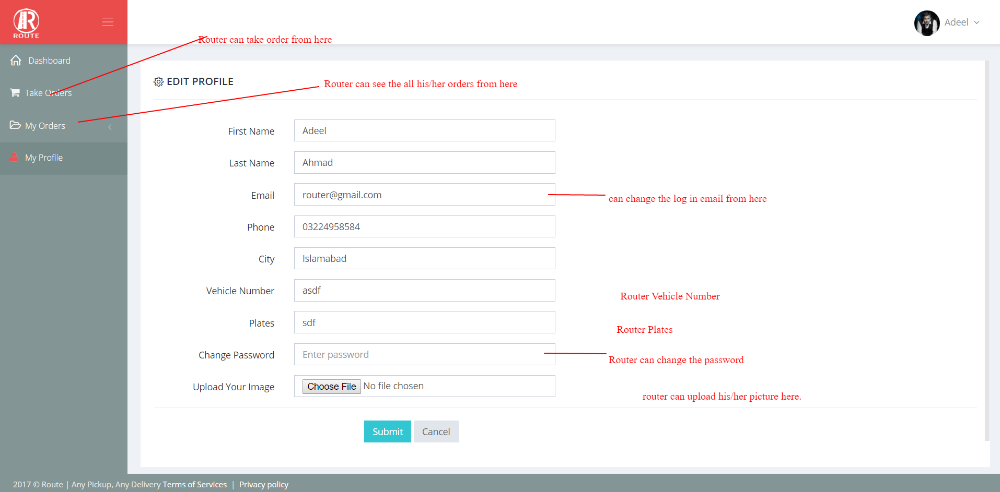 ROUTE
Adeel
Router can take order from here
Dashboard
Take Orders
My Orders
My Profile
EDIT PROFILE
Router can see the all his/her orders from here
First Name Adeel
Last Name Ahmad
Email router@gmail.com
can change the log in email from here
Phone 03224958584
City Islamabad
Vehicle Number asdf
Router Vehicle Number
Plates sdf
Router Plates
Change Password Enter password
Router can change the password
Upload Your Image Choose File No file chosen
router can upload his/her picture here.
Submit Cancel
2017 © Route | Any Pickup, Any Delivery Terms of Services | Privacy policy